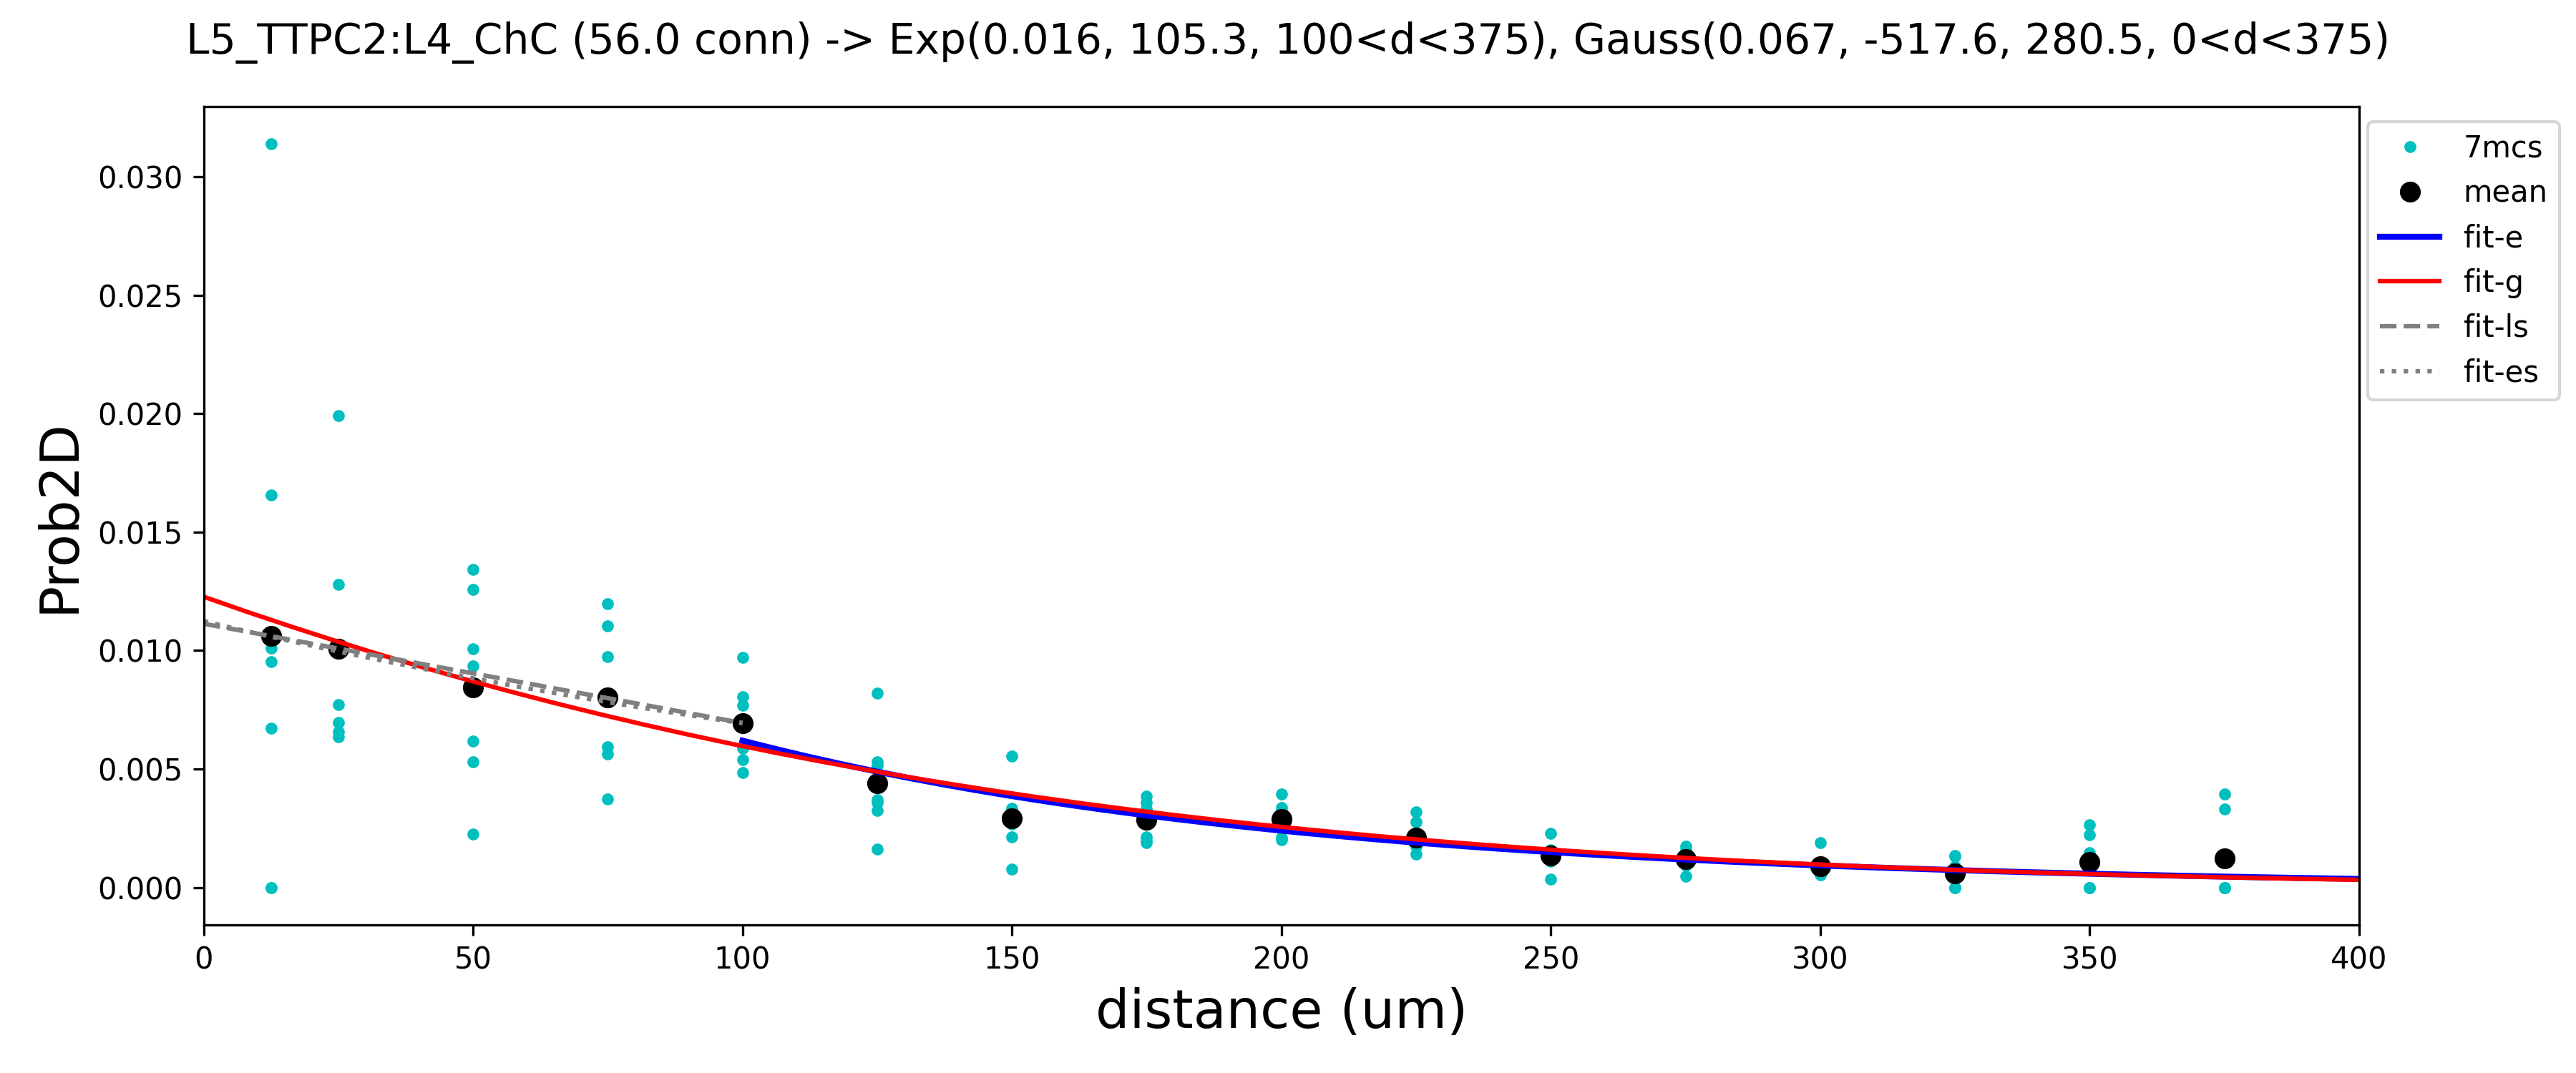 L5_TTPC2:L4_ChC (56.0 conn) -> Exp(0.016, 105.3, 100<d<375), Gauss(0.067, -517.6, 280.5, 0<d<375)
7mcs
mean
fit-e
fit-g
fit-ls
fit-es
Prob2D
0.030
0.025
0.020
0.015
0.010
0.005
0.000
0 50 100 150 200 250 300 350 400
distance (um)